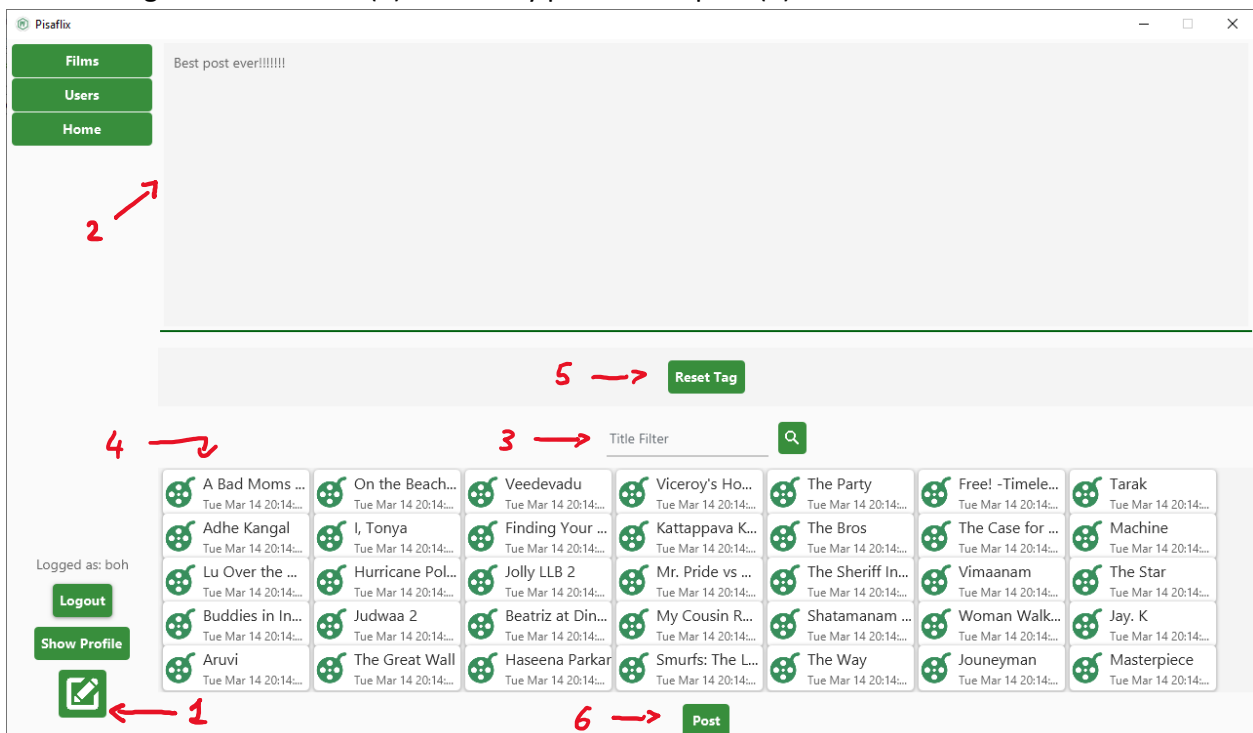 Pisaflix
Films
Users
Home
Best post ever!!!!!!!
2
5
Reset Tag
4
3
Title Filter
A Bad Moms ... On the Beach... Veedevadu Viceroy's Ho... The Party Free! -Timele... Tarak
Tue Mar 14 20:14:... Tue Mar 14 20:14:... Tue Mar 14 20:14:... Tue Mar 14 20:14:... Tue Mar 14 20:14:... Tue Mar 14 20:14:... Tue Mar 14 20:14:...
Adhe Kangal I, Tonya Finding Your ... Kattappava K... The Bros The Case for ... Machine
Tue Mar 14 20:14:... Tue Mar 14 20:14:... Tue Mar 14 20:14:... Tue Mar 14 20:14:... Tue Mar 14 20:14:... Tue Mar 14 20:14:... Tue Mar 14 20:14:...
Lu Over the ... Hurricane Pol... Jolly LLB 2 Mr. Pride vs ... The Sheriff In... Vimaanam The Star
Tue Mar 14 20:14:... Tue Mar 14 20:14:... Tue Mar 14 20:14:... Tue Mar 14 20:14:... Tue Mar 14 20:14:... Tue Mar 14 20:14:... Tue Mar 14 20:14:...
Buddies in In... Judwaa 2 Beatriz at Din... My Cousin R... Shatamanam ... Woman Walk... Jay. K
Tue Mar 14 20:14:... Tue Mar 14 20:14:... Tue Mar 14 20:14:... Tue Mar 14 20:14:... Tue Mar 14 20:14:... Tue Mar 14 20:14:... Tue Mar 14 20:14:...
Aruvi The Great Wall Haseena Parkar Smurfs: The L... The Way Jouneyman Masterpiece
Tue Mar 14 20:14:... Tue Mar 14 20:14:... Tue Mar 14 20:14:... Tue Mar 14 20:14:... Tue Mar 14 20:14:... Tue Mar 14 20:14:... Tue Mar 14 20:14:...
Logged as: boh
Logout
Show Profile
1
6
Post